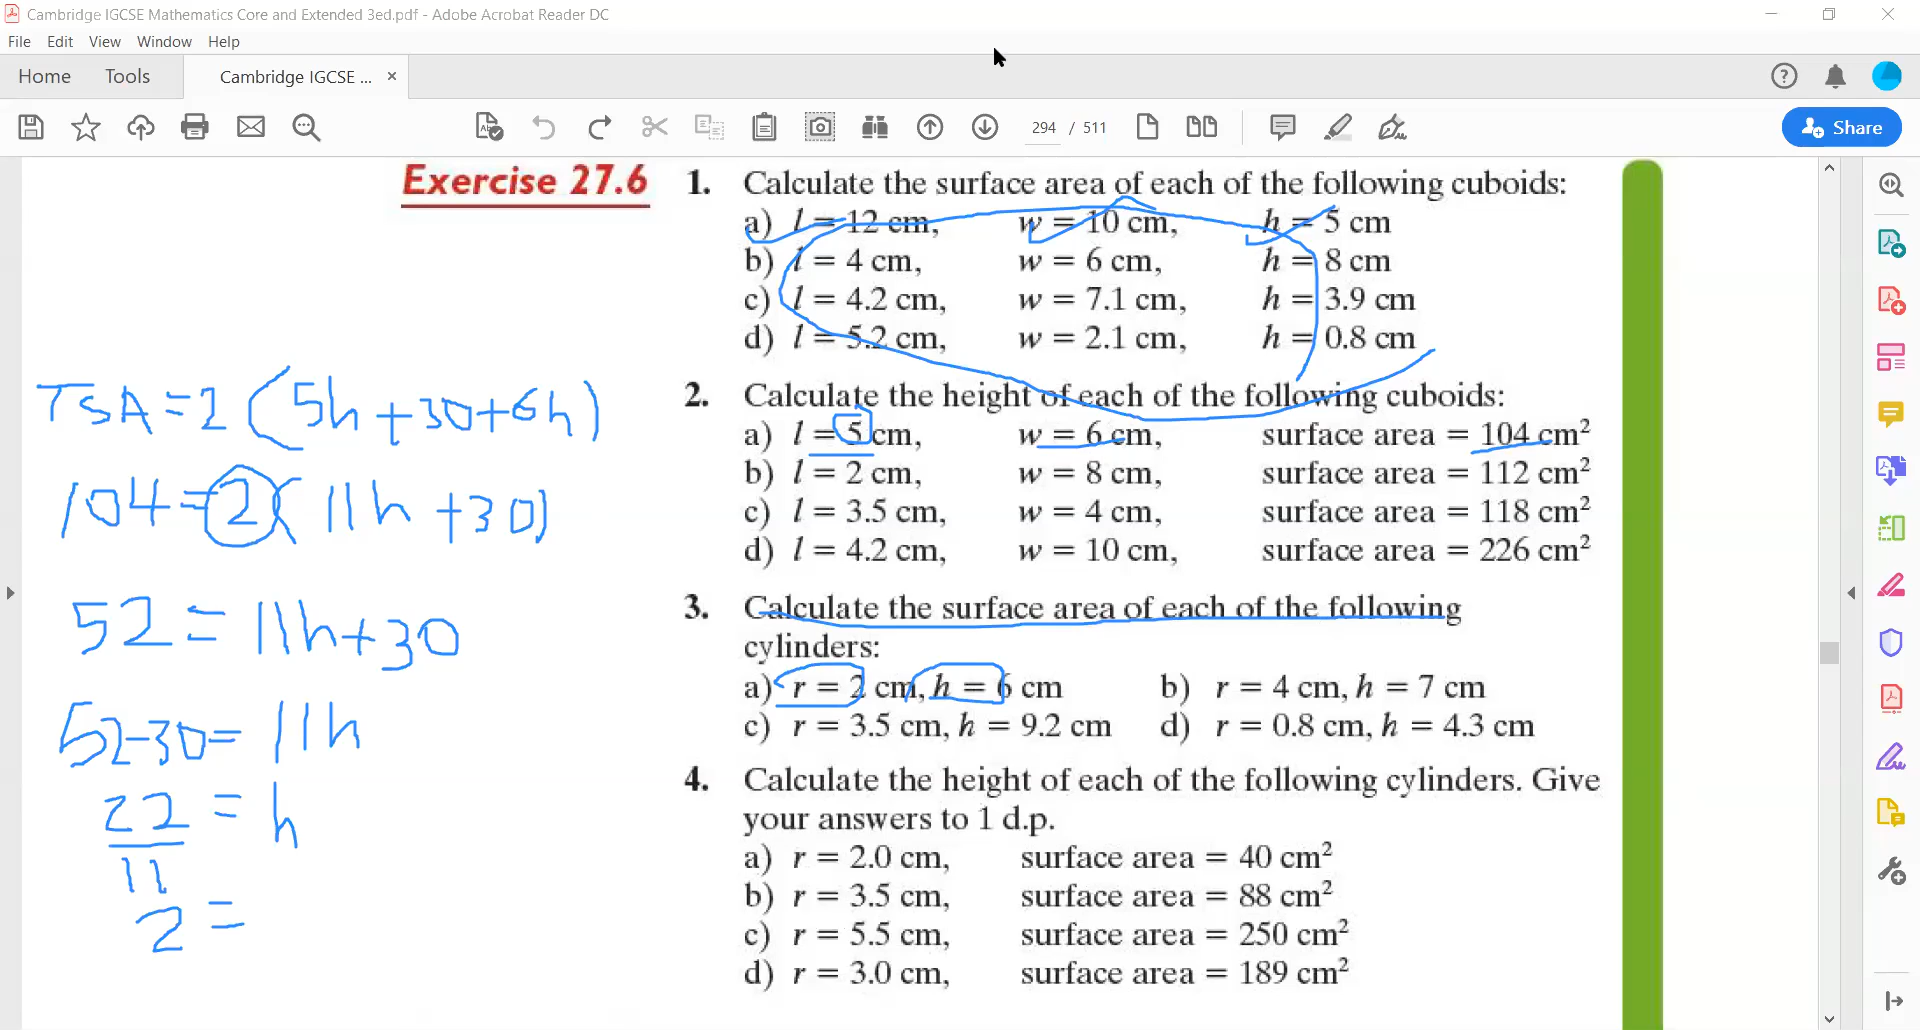 Cambridge IGCSE Mathematics Core and Extended 3ed.pdf - Adobe Acrobat Reader DC
File Edit View Window Help
Home Tools Cambridge IGCSE ... ×
294 / 511
Share
Exercise 27.6
1. Calculate the surface area of each of the following cuboids:
a) l = 12 cm, w = 10 cm, h = 5 cm
b) l = 4 cm, w = 6 cm, h = 8 cm
c) l = 4.2 cm, w = 7.1 cm, h = 3.9 cm
d) l = 5.2 cm, w = 2.1 cm, h = 0.8 cm
2. Calculate the height of each of the following cuboids:
a) l = 5 cm, w = 6 cm, surface area = 104 cm²
b) l = 2 cm, w = 8 cm, surface area = 112 cm²
c) l = 3.5 cm, w = 4 cm, surface area = 118 cm²
d) l = 4.2 cm, w = 10 cm, surface area = 226 cm²
3. Calculate the surface area of each of the following
cylinders:
a) r = 2 cm, h = 6 cm b) r = 4 cm, h = 7 cm
c) r = 3.5 cm, h = 9.2 cm d) r = 0.8 cm, h = 4.3 cm
4. Calculate the height of each of the following cylinders. Give
your answers to 1 d.p.
a) r = 2.0 cm, surface area = 40 cm²
b) r = 3.5 cm, surface area = 88 cm²
c) r = 5.5 cm, surface area = 250 cm²
d) r = 3.0 cm, surface area = 189 cm²
TSA = 2 (5h + 30 + 6h)
104 = 2 (11h + 30)
52 = 11h + 30
52 - 30 = 11h
22 = h
11
2 =